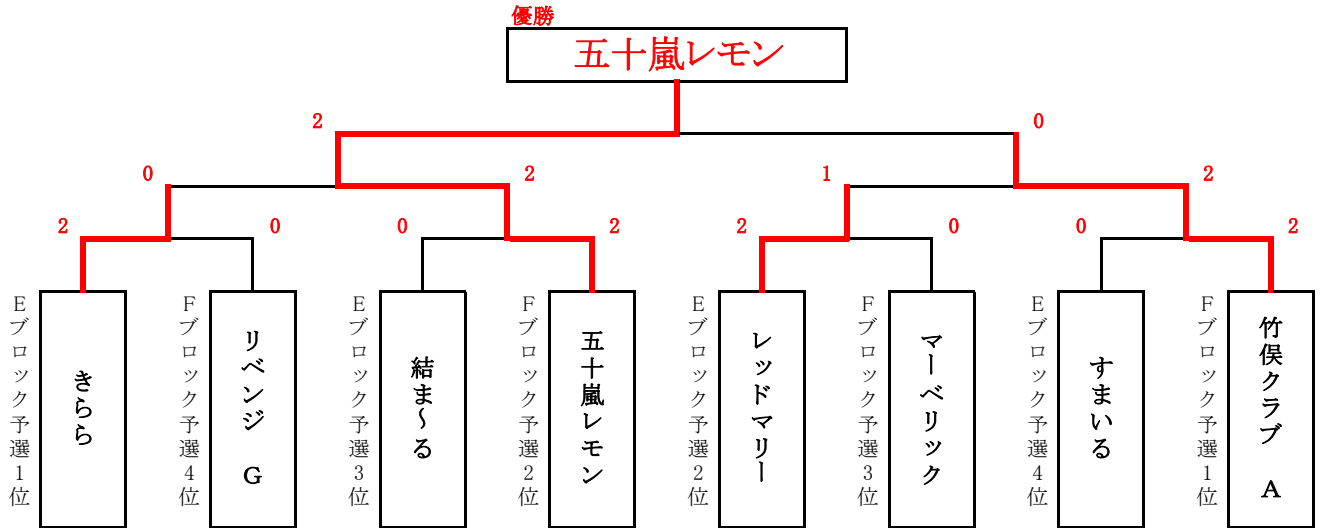 優勝
五十嵐レモン
2
0
0
2
1
2
2
0
0
2
2
0
0
2
Eブロック予選1位
きらら
Fブロック予選4位
リベンジ G
Eブロック予選3位
結ま～る
Fブロック予選2位
五十嵐レモン
Eブロック予選2位
レッドマリー
Fブロック予選3位
マーベリック
Eブロック予選4位
すまいる
Fブロック予選1位
竹俣クラブ A